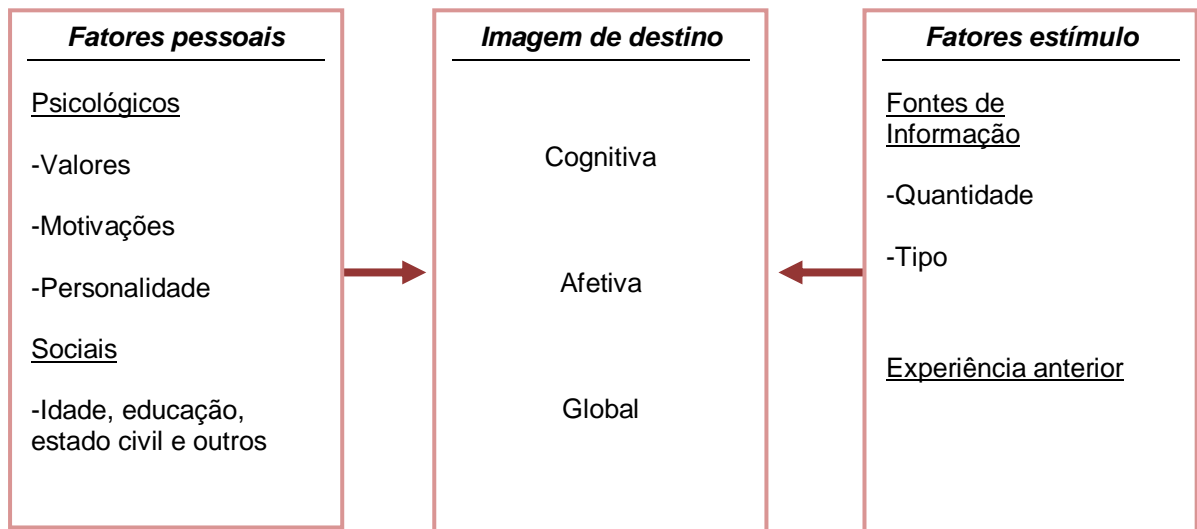 Fatores pessoais
Psicológicos
-Valores
-Motivações
-Personalidade
Sociais
-Idade, educação,
estado civil e outros
Imagem de destino
Cognitiva
Afetiva
Global
Fatores estímulo
Fontes de
Informação
-Quantidade
-Tipo
Experiência anterior